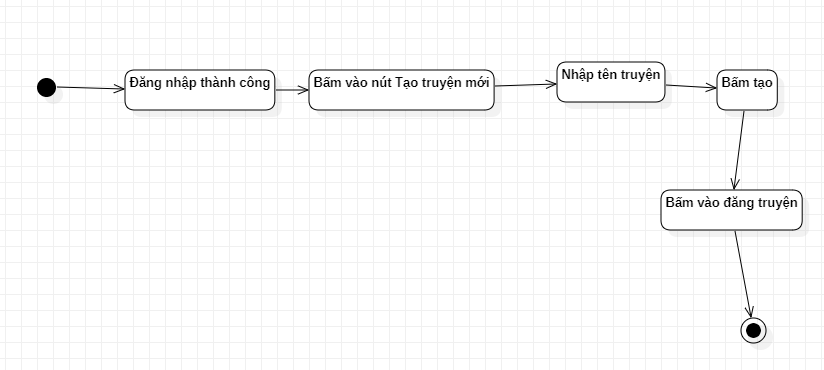 Đăng nhập thành công
Bấm vào nút Tạo truyện mới
Nhập tên truyện
Bấm tạo
Bấm vào đăng truyện